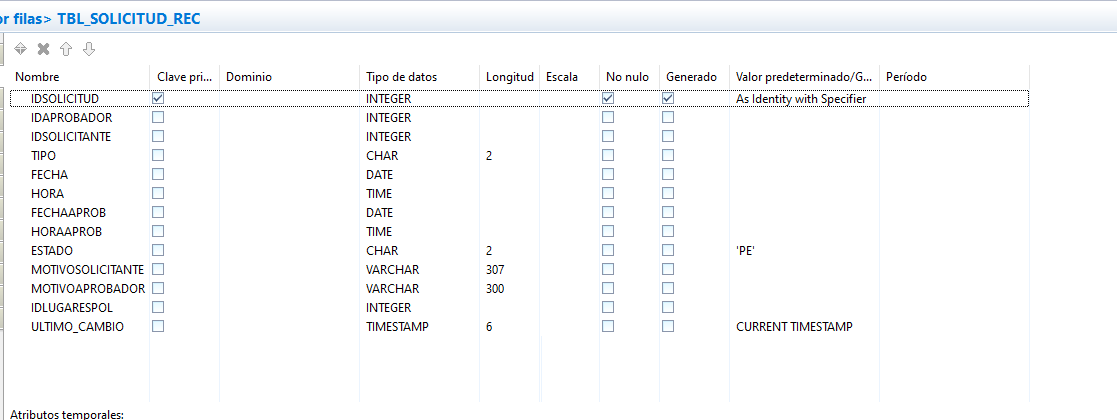 or filas> TBL_SOLICITUD_REC
Nombre Clave pri... Dominio Tipo de datos Longitud Escala No nulo Generado Valor predeterminado/G... Período
IDSOLICITUD INTEGER As Identity with Specifier
IDAPROBADOR INTEGER
IDSOLICITANTE INTEGER
TIPO CHAR 2
FECHA DATE
HORA TIME
FECHAAPROB DATE
HORAAPROB TIME
ESTADO CHAR 2 'PE'
MOTIVOSOLICITANTE VARCHAR 307
MOTIVOAPROBADOR VARCHAR 300
IDLUGARESPOL INTEGER
ULTIMO_CAMBIO TIMESTAMP 6 CURRENT TIMESTAMP
Atributos temporales: